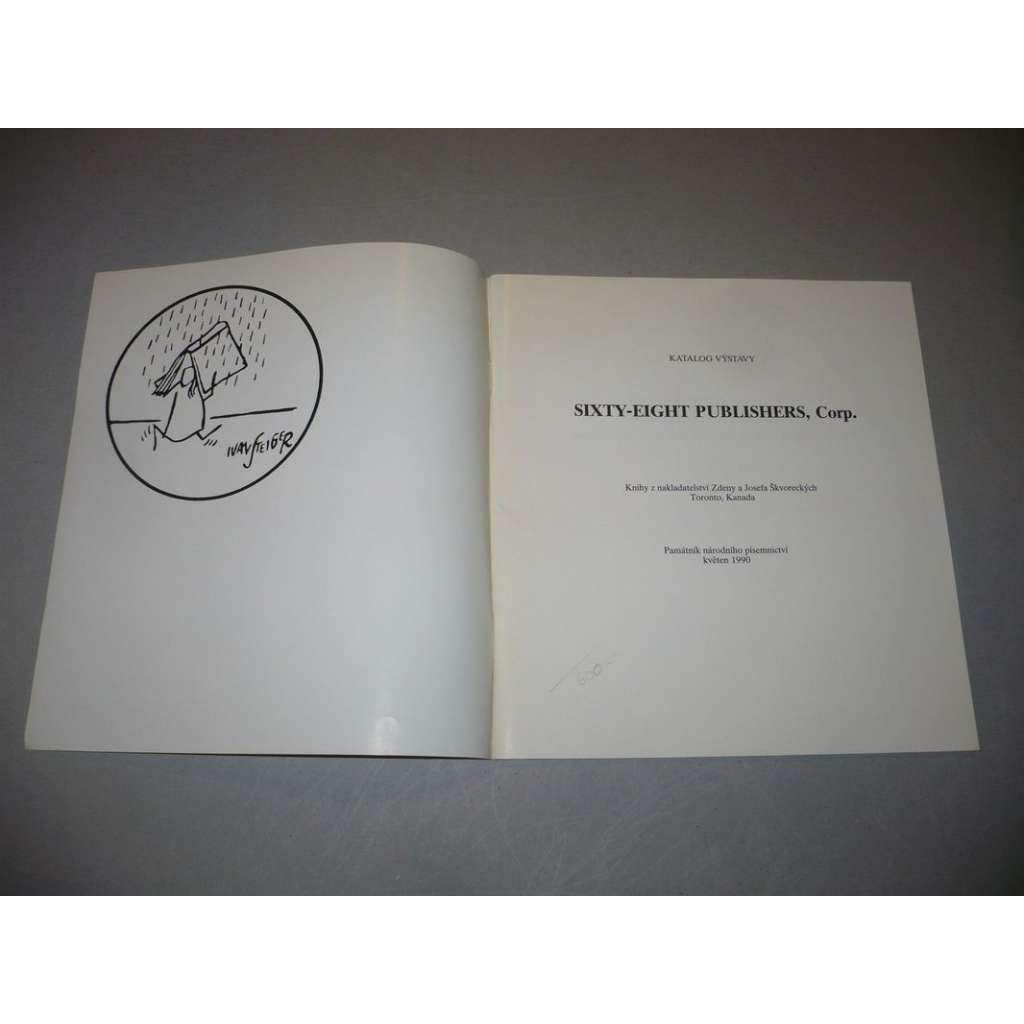 IVAN STEIGER
KATALOG VÝSTAVY
SIXTY-EIGHT PUBLISHERS, Corp.
Knihy z nakladatelství Zdeny a Josefa Škvoreckých
Toronto, Kanada
Památník národního písemnictví
květen 1990
600-